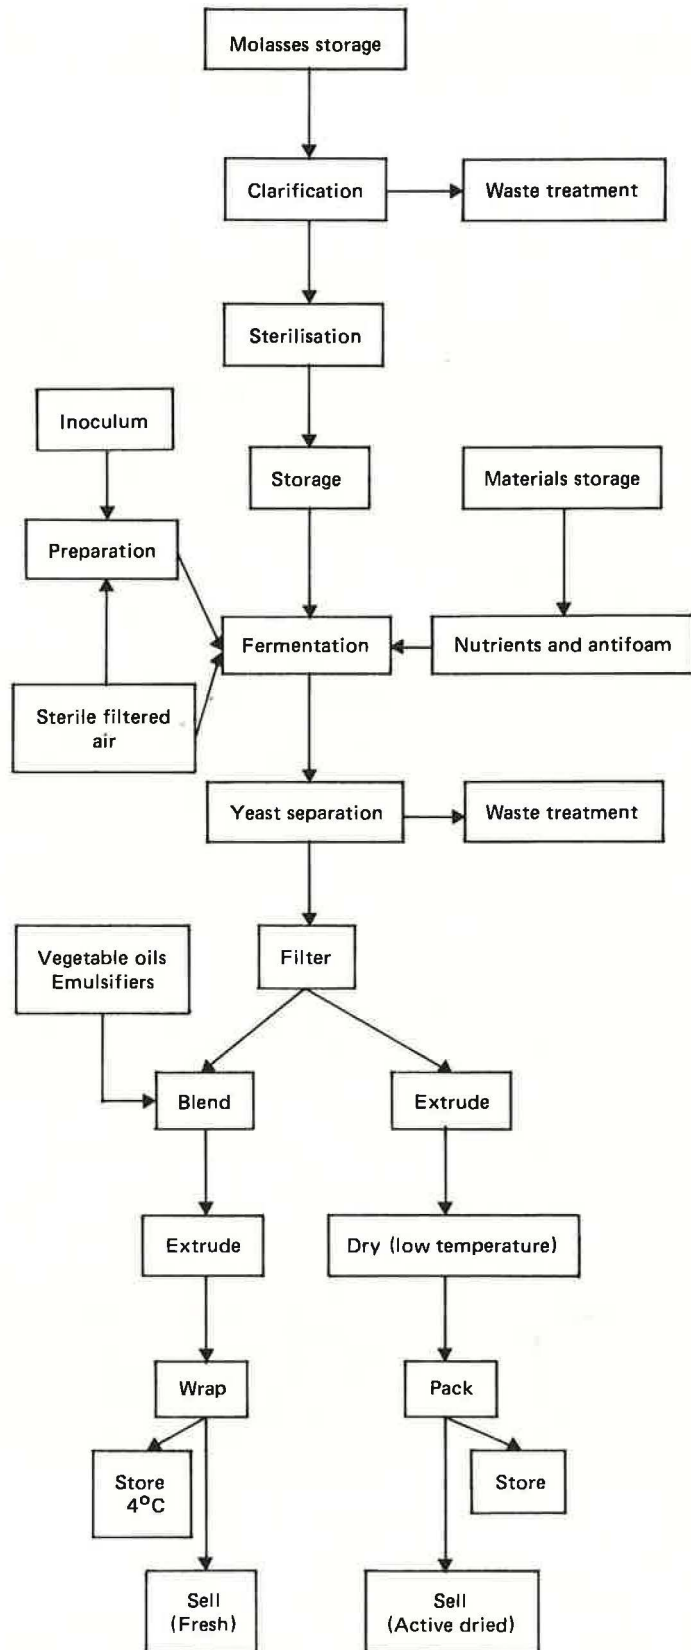 Molasses storage
Clarification
Waste treatment
Sterilisation
Inoculum
Storage
Materials storage
Preparation
Fermentation
Nutrients and antifoam
Sterile filtered
air
Yeast separation
Waste treatment
Vegetable oils
Emulsifiers
Filter
Blend
Extrude
Extrude
Dry (low temperature)
Wrap
Pack
Store
4°C
Store
Sell
(Fresh)
Sell
(Active dried)